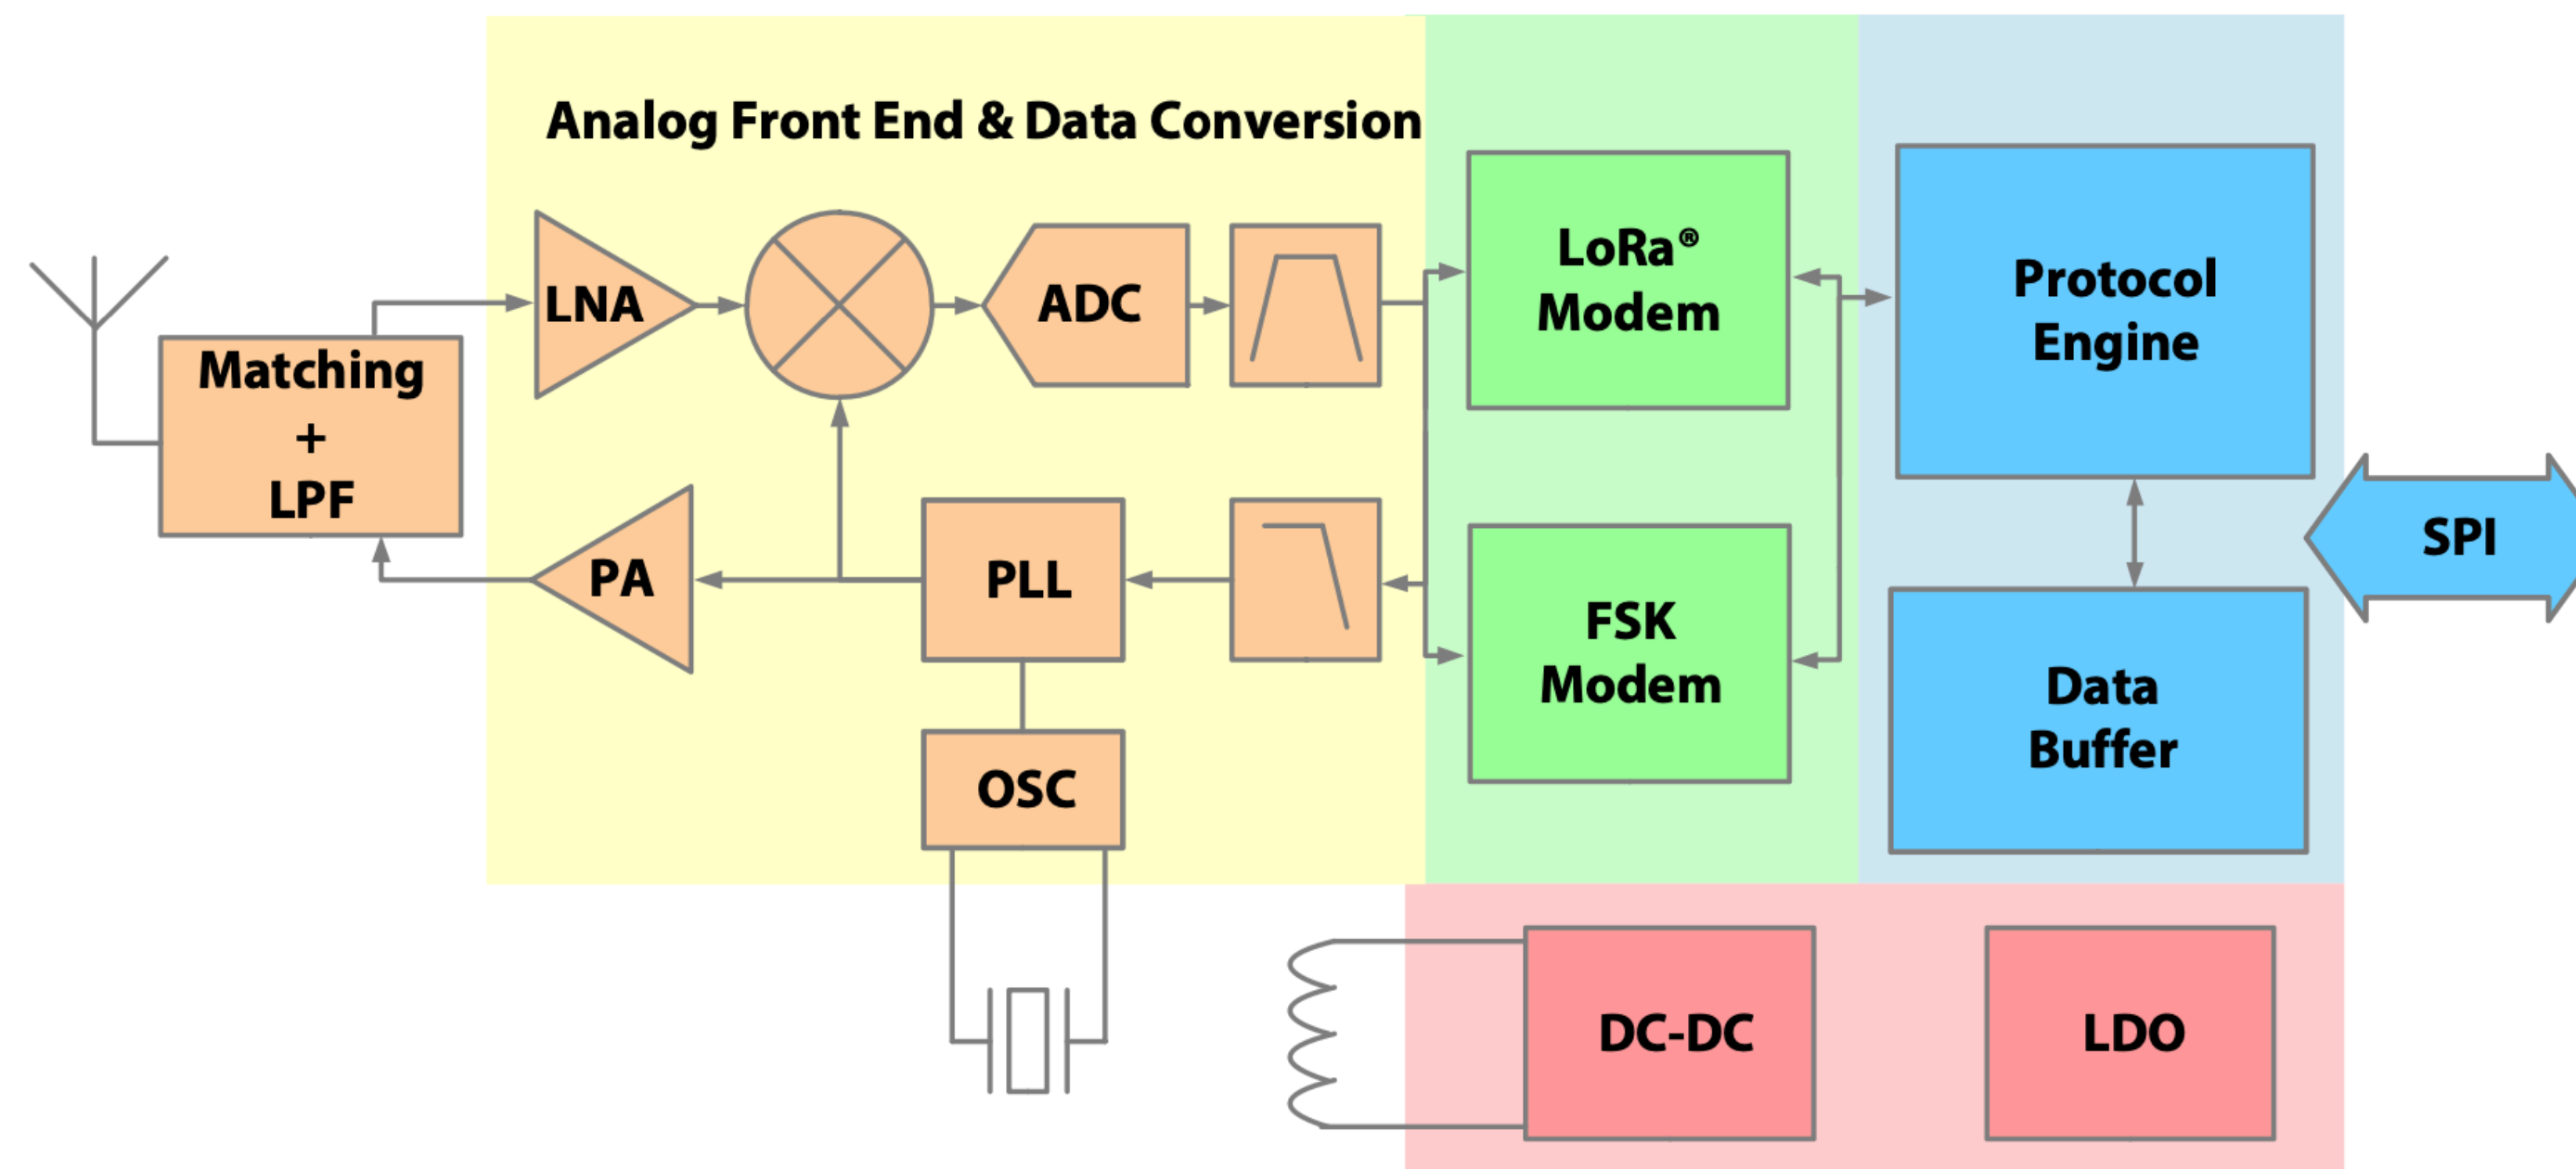 Analog Front End & Data Conversion
LNA
ADC
LoRa®
Modem
Protocol
Engine
Matching
+
LPF
PA
PLL
FSK
Modem
SPI
Data
Buffer
OSC
DC-DC
LDO